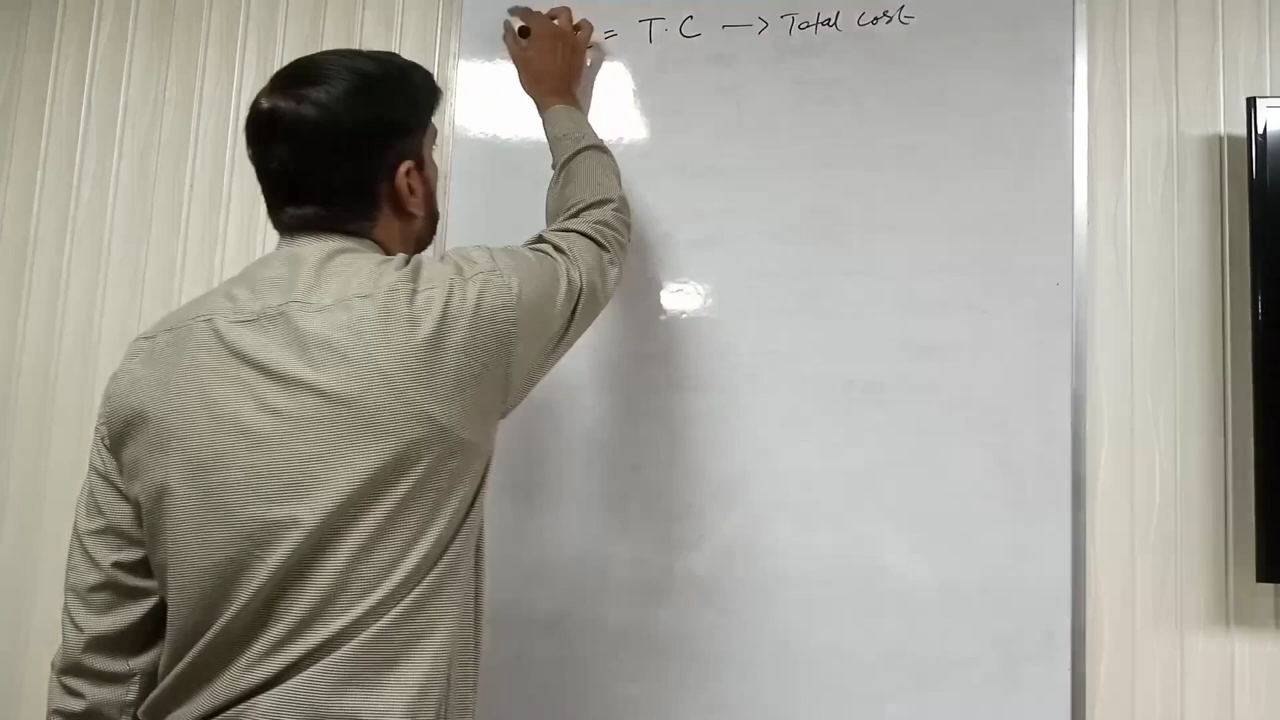 = T.C → Total cost